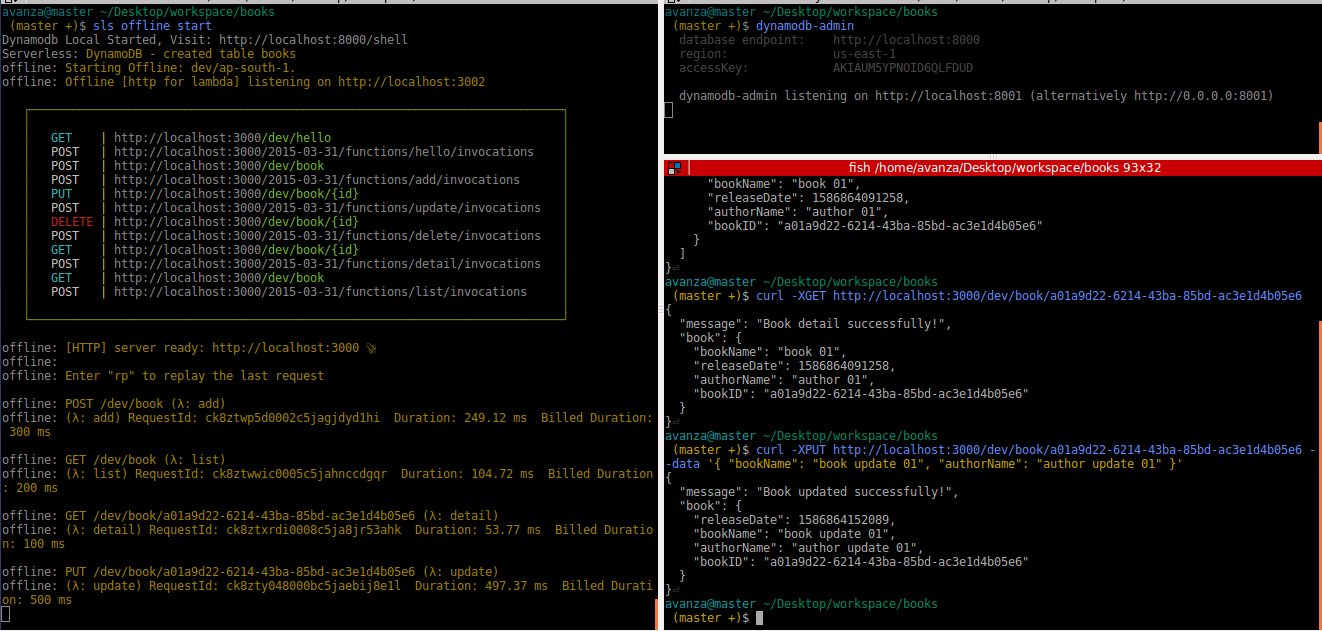 avanza@master ~/Desktop/workspace/books
(master +)$ sls offline start
Dynamodb Local Started, Visit: http://localhost:8000/shell
Serverless: DynamoDB - created table books
offline: Starting Offline: dev/ap-south-1.
offline: Offline [http for lambda] listening on http://localhost:3002
GET | http://localhost:3000/dev/hello
POST | http://localhost:3000/2015-03-31/functions/hello/invocations
POST | http://localhost:3000/dev/book
POST | http://localhost:3000/2015-03-31/functions/add/invocations
PUT | http://localhost:3000/dev/book/{id}
POST | http://localhost:3000/2015-03-31/functions/update/invocations
DELETE | http://localhost:3000/dev/book/{id}
POST | http://localhost:3000/2015-03-31/functions/delete/invocations
GET | http://localhost:3000/dev/book/{id}
POST | http://localhost:3000/2015-03-31/functions/detail/invocations
GET | http://localhost:3000/dev/book
POST | http://localhost:3000/2015-03-31/functions/list/invocations
offline: [HTTP] server ready: http://localhost:3000 🚀
offline:
offline: Enter "rp" to replay the last request
offline: POST /dev/book (λ: add)
offline: (λ: add) RequestId: ck8ztwp5d0002c5jagjdyd1hi Duration: 249.12 ms Billed Duration:
300 ms
offline: GET /dev/book (λ: list)
offline: (λ: list) RequestId: ck8ztwwic0005c5jahnccdgqr Duration: 104.72 ms Billed Duration
: 200 ms
offline: GET /dev/book/a01a9d22-6214-43ba-85bd-ac3e1d4b05e6 (λ: detail)
offline: (λ: detail) RequestId: ck8ztxrdi0008c5ja8jr53ahk Duration: 53.77 ms Billed Duratio
n: 100 ms
offline: PUT /dev/book/a01a9d22-6214-43ba-85bd-ac3e1d4b05e6 (λ: update)
offline: (λ: update) RequestId: ck8zty048000bc5jaebij8e1l Duration: 497.37 ms Billed Durati
on: 500 ms
avanza@master ~/Desktop/workspace/books
(master +)$ dynamodb-admin
database endpoint: http://localhost:8000
region: us-east-1
accessKey: AKIAUM5YPNOID6QLFDUD
dynamodb-admin listening on http://localhost:8001 (alternatively http://0.0.0.0:8001)
fish /home/avanza/Desktop/workspace/books 93x32
"bookName": "book 01",
"releaseDate": 1586864091258,
"authorName": "author 01",
"bookID": "a01a9d22-6214-43ba-85bd-ac3e1d4b05e6"
}
]
}⏎
avanza@master ~/Desktop/workspace/books
(master +)$ curl -XGET http://localhost:3000/dev/book/a01a9d22-6214-43ba-85bd-ac3e1d4b05e6
{
"message": "Book detail successfully!",
"book": {
"bookName": "book 01",
"releaseDate": 1586864091258,
"authorName": "author 01",
"bookID": "a01a9d22-6214-43ba-85bd-ac3e1d4b05e6"
}
}⏎
avanza@master ~/Desktop/workspace/books
(master +)$ curl -XPUT http://localhost:3000/dev/book/a01a9d22-6214-43ba-85bd-ac3e1d4b05e6 -
-data '{ "bookName": "book update 01", "authorName": "author update 01" }'
{
"message": "Book updated successfully!",
"book": {
"releaseDate": 1586864152089,
"bookName": "book update 01",
"authorName": "author update 01",
"bookID": "a01a9d22-6214-43ba-85bd-ac3e1d4b05e6"
}
}⏎
avanza@master ~/Desktop/workspace/books
(master +)$